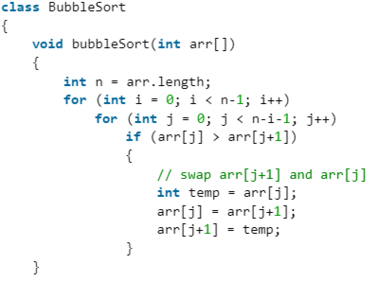 class BubbleSort
{
    void bubbleSort(int arr[])
    {
        int n = arr.length;
        for (int i = 0; i < n-1; i++)
            for (int j = 0; j < n-i-1; j++)
                if (arr[j] > arr[j+1])
                {
                    // swap arr[j+1] and arr[j]
                    int temp = arr[j];
                    arr[j] = arr[j+1];
                    arr[j+1] = temp;
                }
    }